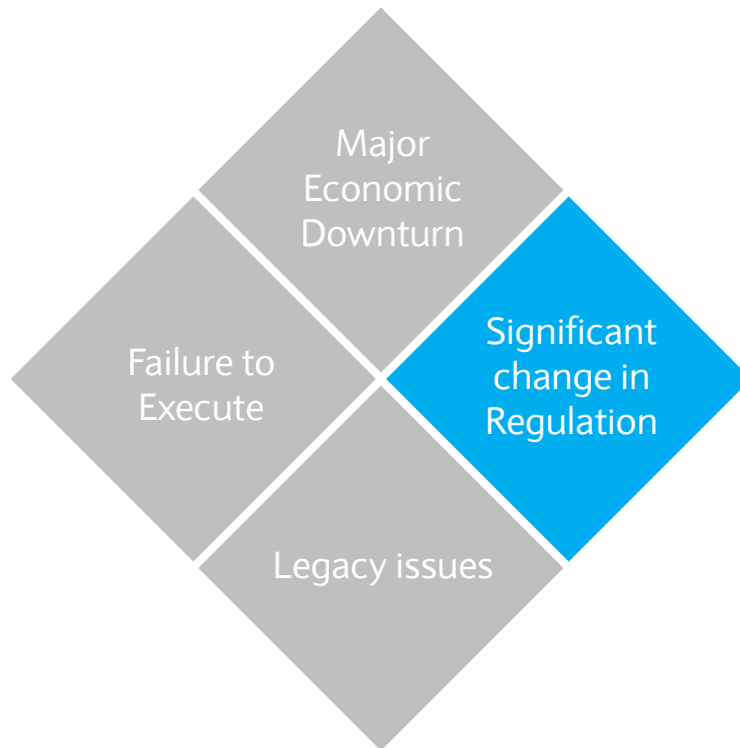 Major
Economic
Downturn
Significant
change in
Regulation
Failure to
Execute
Legacy issues